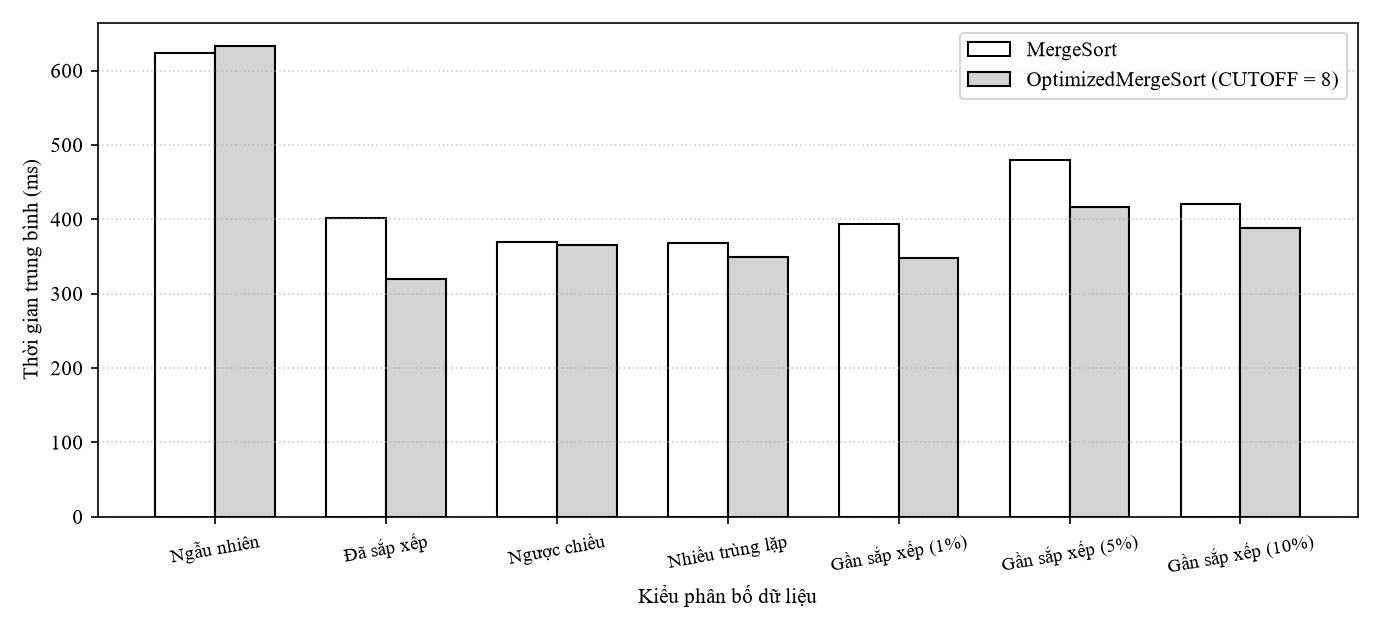 MergeSort
OptimizedMergeSort (CUTOFF = 8)
Thời gian trung bình (ms)
600
500
400
300
200
100
0
Ngẫu nhiên
Đã sắp xếp
Ngược chiều
Nhiều trùng lặp
Gần sắp xếp (1%)
Gần sắp xếp (5%)
Gần sắp xếp (10%)
Kiểu phân bố dữ liệu